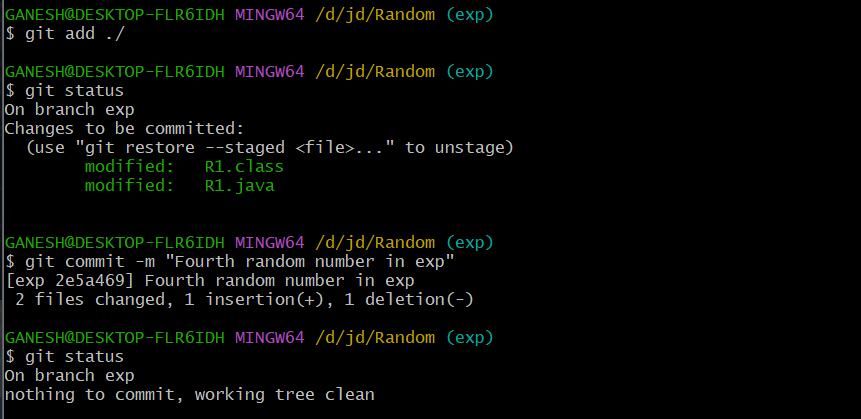 GANESH@DESKTOP-FLR6IDH MINGW64 /d/jd/Random (exp)
$ git add ./
GANESH@DESKTOP-FLR6IDH MINGW64 /d/jd/Random (exp)
$ git status
On branch exp
Changes to be committed:
  (use "git restore --staged <file>..." to unstage)
        modified:   R1.class
        modified:   R1.java
GANESH@DESKTOP-FLR6IDH MINGW64 /d/jd/Random (exp)
$ git commit -m "Fourth random number in exp"
[exp 2e5a469] Fourth random number in exp
 2 files changed, 1 insertion(+), 1 deletion(-)
GANESH@DESKTOP-FLR6IDH MINGW64 /d/jd/Random (exp)
$ git status
On branch exp
nothing to commit, working tree clean